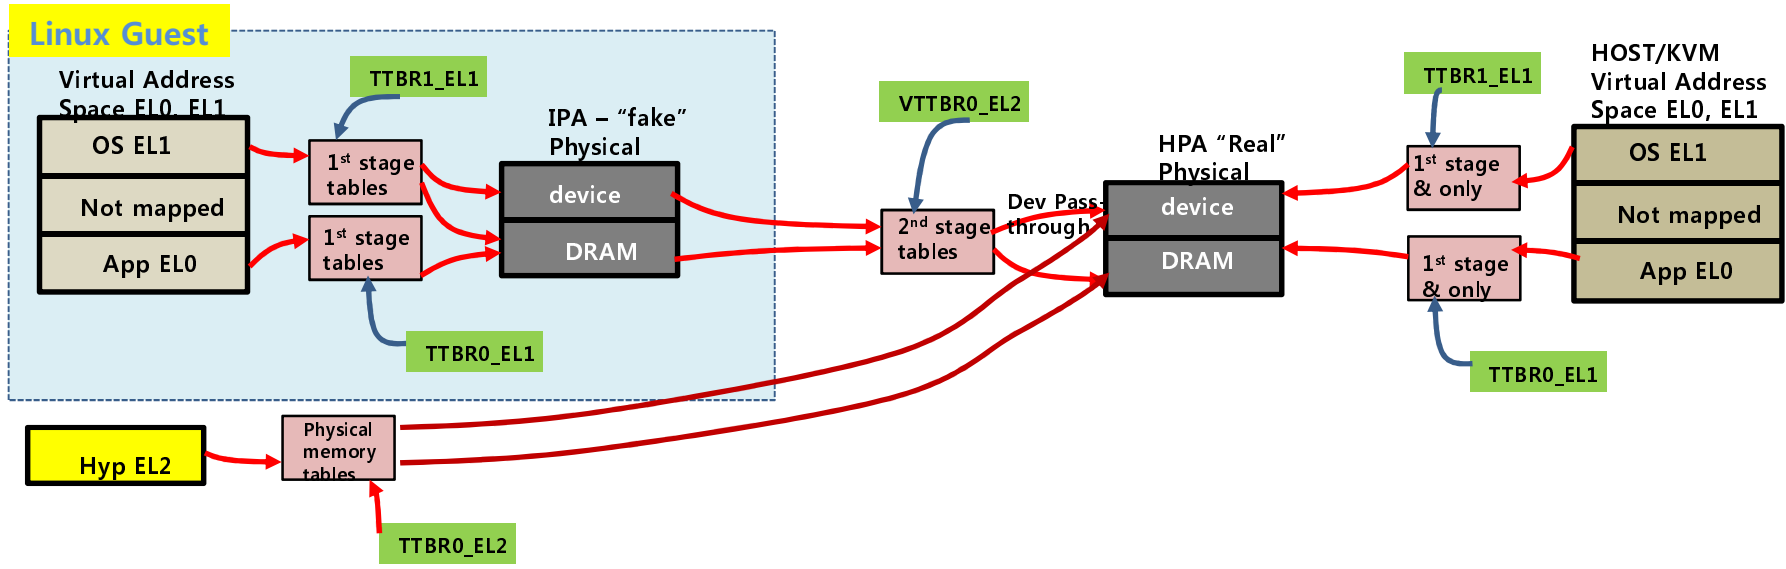 Linux Guest
Virtual Address
Space EL0, EL1
OS EL1
Not mapped
App EL0
TTBR1_EL1
1st stage
tables
1st stage
tables
TTBR0_EL1
IPA – “fake”
Physical
device
DRAM
VTTBR0_EL2
2nd stage
tables
Dev Pass-
through
HPA “Real”
Physical
device
DRAM
TTBR1_EL1
1st stage
& only
1st stage
& only
TTBR0_EL1
HOST/KVM
Virtual Address
Space EL0, EL1
OS EL1
Not mapped
App EL0
Hyp EL2
Physical
memory
tables
TTBR0_EL2